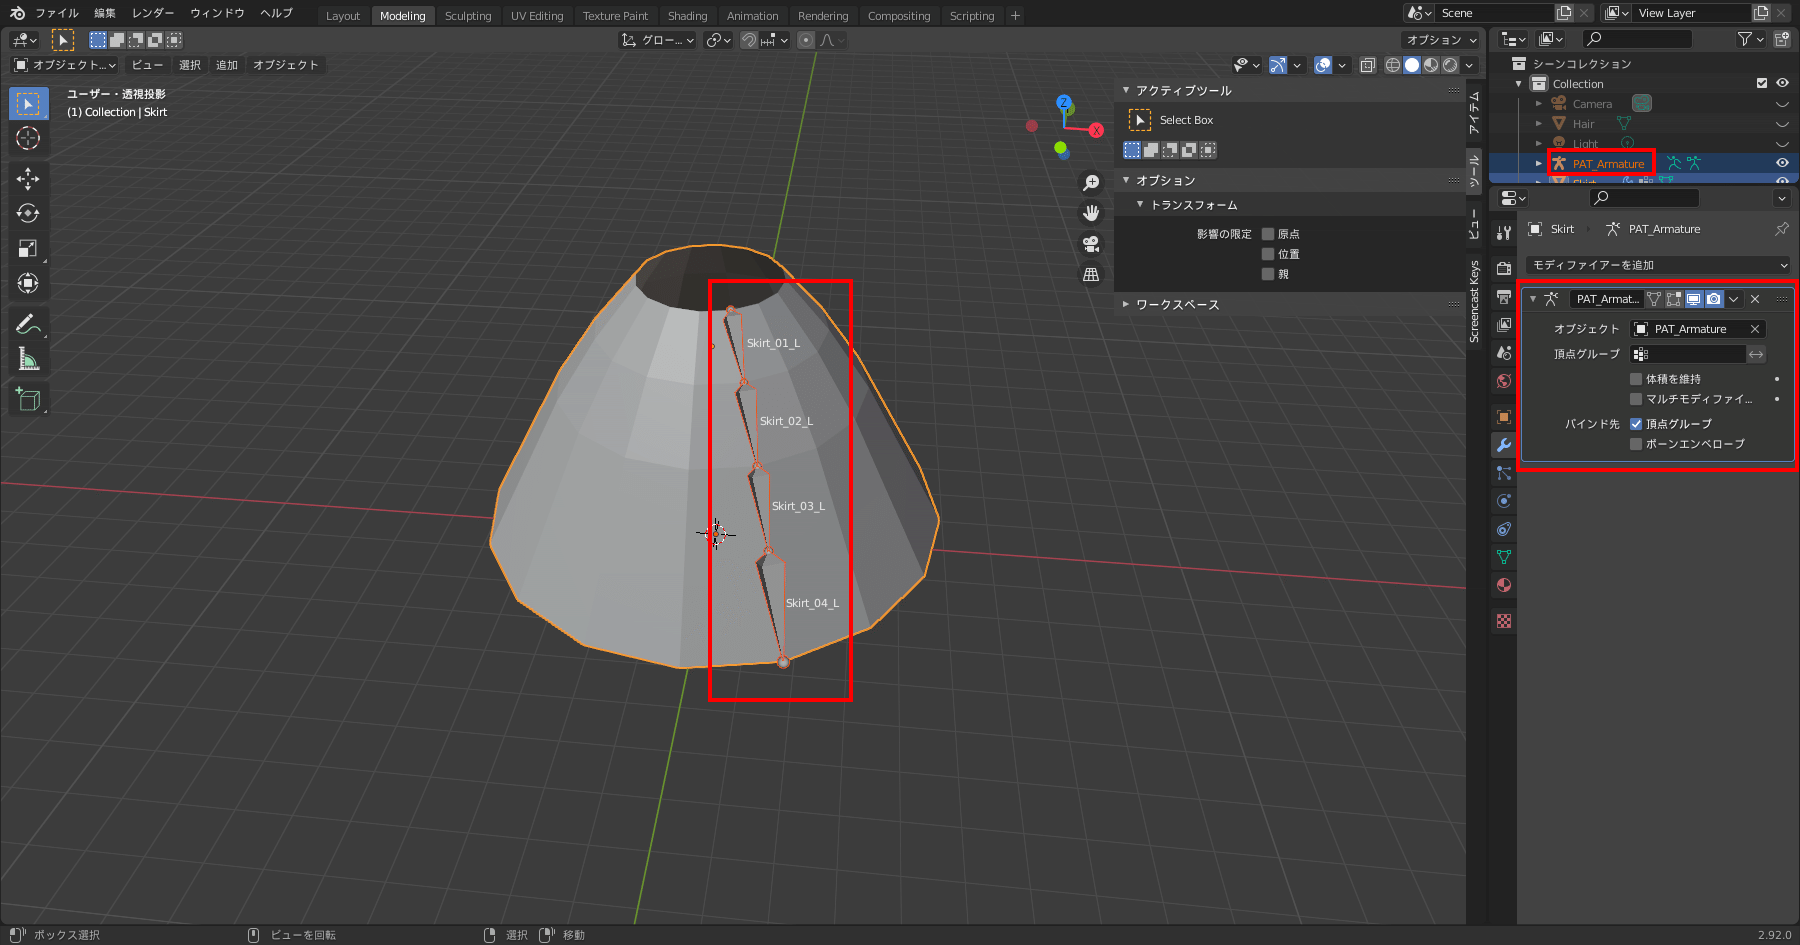 ファイル 編集 レンダー ウィンドウ ヘルプ Layout Modeling Sculpting UV Editing Texture Paint Shading Animation Rendering Compositing Scripting + Scene View Layer
グロー... オプション
オブジェクト... ビュー 選択 追加 オブジェクト
ユーザー・透視投影
(1) Collection | Skirt
Z
X
Skirt_01_L
Skirt_02_L
Skirt_03_L
Skirt_04_L
アクティブツール
Select Box
オプション
トランスフォーム
影響の限定 原点
位置
親
ワークスペース
アイテム
ツール
ビュー
Screencast Keys
シーンコレクション
Collection
Camera
Hair
Light
PAT_Armature
Skirt
Skirt PAT_Armature
モディファイアーを追加
PAT_Armat...
オブジェクト PAT_Armature
頂点グループ
体積を維持
マルチモディファイ...
バインド先 頂点グループ
ボーンエンベロープ
ボックス選択 ビューを回転 選択 移動 2.92.0